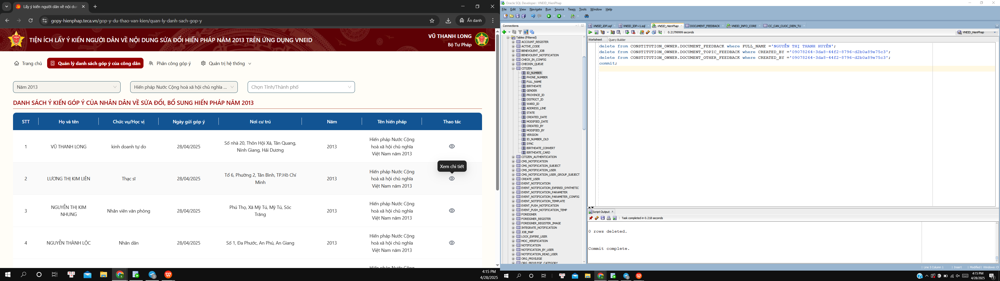 Lấy ý kiến người dân về nội dun
gopy-hienphap.teca.vn/gop-y-du-thao-van-kien/quan-ly-danh-sach-gop-y
Ẩn danh
TIỆN ÍCH LẤY Ý KIẾN NGƯỜI DÂN VỀ NỘI DUNG SỬA ĐỔI HIẾN PHÁP NĂM 2013 TRÊN ỨNG DỤNG VNEID
VŨ THANH LONG
Bộ Tư Pháp
Trang chủ
Quản lý danh sách góp ý của công dân
Phân công góp ý
Quản trị hệ thống
Năm 2013
Hiến pháp Nước Cộng hoà xã hội chủ nghĩa ...
Chọn Tỉnh/Thành phố
DANH SÁCH Ý KIẾN GÓP Ý CỦA NHÂN DÂN VỀ SỬA ĐỔI, BỔ SUNG HIẾN PHÁP NĂM 2013
STT
Họ và tên
Chức vụ/Học vị
Ngày gửi góp ý
Nơi cư trú
Năm
Tên hiến pháp
Thao tác
1
VŨ THANH LONG
kinh doanh tự do
28/04/2025
Số nhà 20, Thôn Hội Xá, Tân Quang,
Ninh Giang, Hải Dương
2013
Hiến pháp Nước Cộng
hoà xã hội chủ nghĩa
Việt Nam năm 2013
Xem chi tiết
2
LƯƠNG THỊ KIM LIÊN
Thạc sĩ
28/04/2025
Tổ 6, Phường 2, Tân Bình, TP.Hồ Chí
Minh
2013
Hiến pháp Nước Cộng
hoà xã hội chủ nghĩa
Việt Nam năm 2013
3
NGUYỄN THỊ KIM
NHUNG
Nhân viên văn phòng
28/04/2025
Phú Thọ, Xã Mỹ Tú, Mỹ Tú, Sóc
Trăng
2013
Hiến pháp Nước Cộng
hoà xã hội chủ nghĩa
Việt Nam năm 2013
4
NGUYỄN THÀNH LỘC
Nhân dân
28/04/2025
Số 1, Đa Phước, An Phú, An Giang
2013
Hiến pháp Nước Cộng
hoà xã hội chủ nghĩa
Việt Nam năm 2013
4:15 PM
4/28/2025
Oracle SQL Developer : VNEID_HienPhap
File Edit View Navigate Run Source Team Tools Window Help
Connections
Tables (Filtered)
ACCOUNT_REGISTER
ACTIVE_CODE
BENEVOLENT_JOB
BENEVOLENT_NOTIFICATION
CHECK_IN_CONFIG
CHECKIN_QUEUE
CITIZEN
ID_NUMBER
PHONE_NUMBER
FULL_NAME
BIRTHDATE
GENDER
PROVINCE_ID
DISTRICT_ID
WARD_ID
ADDRESS_LINE
STATE
CREATED_DATE
MODIFIED_DATE
CREATED_BY
MODIFIED_BY
VERSION
ID_NUMBER_OLD
SYNC
BIRTHDATE_CONVERT
BIRTHDATE_CARD
CITIZEN_AUTHENTICATION
CMS_NOTIFICATION
CMS_NOTIFICATION_SUBJECT
CMS_NOTIFICATION_USER
CMS_NOTIFICATION_USER_GROUP_SUBJECT
CREATE_USER
EVENT_NOTIFICATION
EVENT_NOTIFICATION_EXPIRED_SYNTHETIC
EVENT_NOTIFICATION_PARAMETER
EVENT_NOTIFICATION_PARAMETER_CONFIG
EVENT_NOTIFICATION_TEMPLATE
EVENT_PUSH_NOTIFICATION
EVENT_PUSH_NOTIFICATION_TEMP
FOREIGNER
FOREIGNER_REGISTER
FOREIGNER_REGISTER_IMAGE
INTEGRATE_NOTIFICATION
JOB_MAP
LOCK_EXPIRE_USER
MOC_VERIFICATION
NOTIFICATION
NOTIFICATION_BY_USER
NOTIFICATION_READ_USER
ORG_PRIVILEGE
ORG_PRIVILEGE_CATEGORY
VNEID_IDP.sql
VNEID_IDP~1.sql
VNEID_HienPhap
DOCUMENT_FEEDBACK
VNEID_INFO_CORE
CC_CAN_CUOC_DIEN_TU
0.21799999 seconds
VNEID_HienPhap
Worksheet
Query Builder
delete from CONSTITUTION_OWNER.DOCUMENT_FEEDBACK where FULL_NAME ='NGUYỄN THỊ THANH HUYỀN';
delete from CONSTITUTION_OWNER.DOCUMENT_TOPIC_FEEDBACK where CREATED_BY ='09078264-3da8-44f2-8796-d2b0a89e75c3';
delete from CONSTITUTION_OWNER.DOCUMENT_OTHER_FEEDBACK where CREATED_BY ='09078264-3da8-44f2-8796-d2b0a89e75c3';
commit;
Script Output
Task completed in 0.218 seconds
0 rows deleted.
Commit complete.
Line 5 Column 1
Insert
Modified
Windows: Cl
4:15 PM
4/28/2025